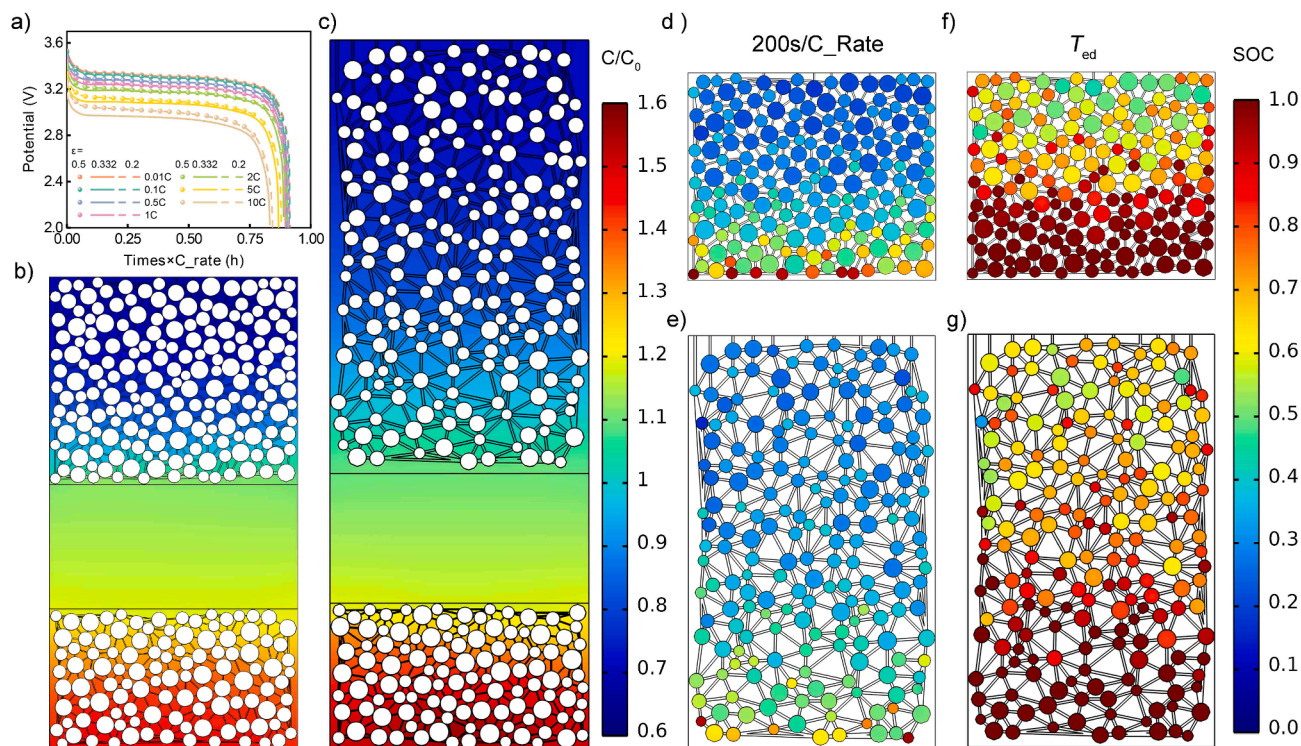 a)
3.6
3.2
2.8
2.4
2.0
Potential (V)
ε=
0.5 0.332 0.2 0.5 0.332 0.2
0.01C 2C
0.1C 5C
0.5C 10C
1C
0.00 0.25 0.50 0.75 1.00
Times×C_rate (h)
b)
c)
C/C0
1.6
1.5
1.4
1.3
1.2
1.1
1
0.9
0.8
0.7
0.6
d )
200s/C_Rate
e)
f)
Ted
g)
SOC
1.0
0.9
0.8
0.7
0.6
0.5
0.4
0.3
0.2
0.1
0.0